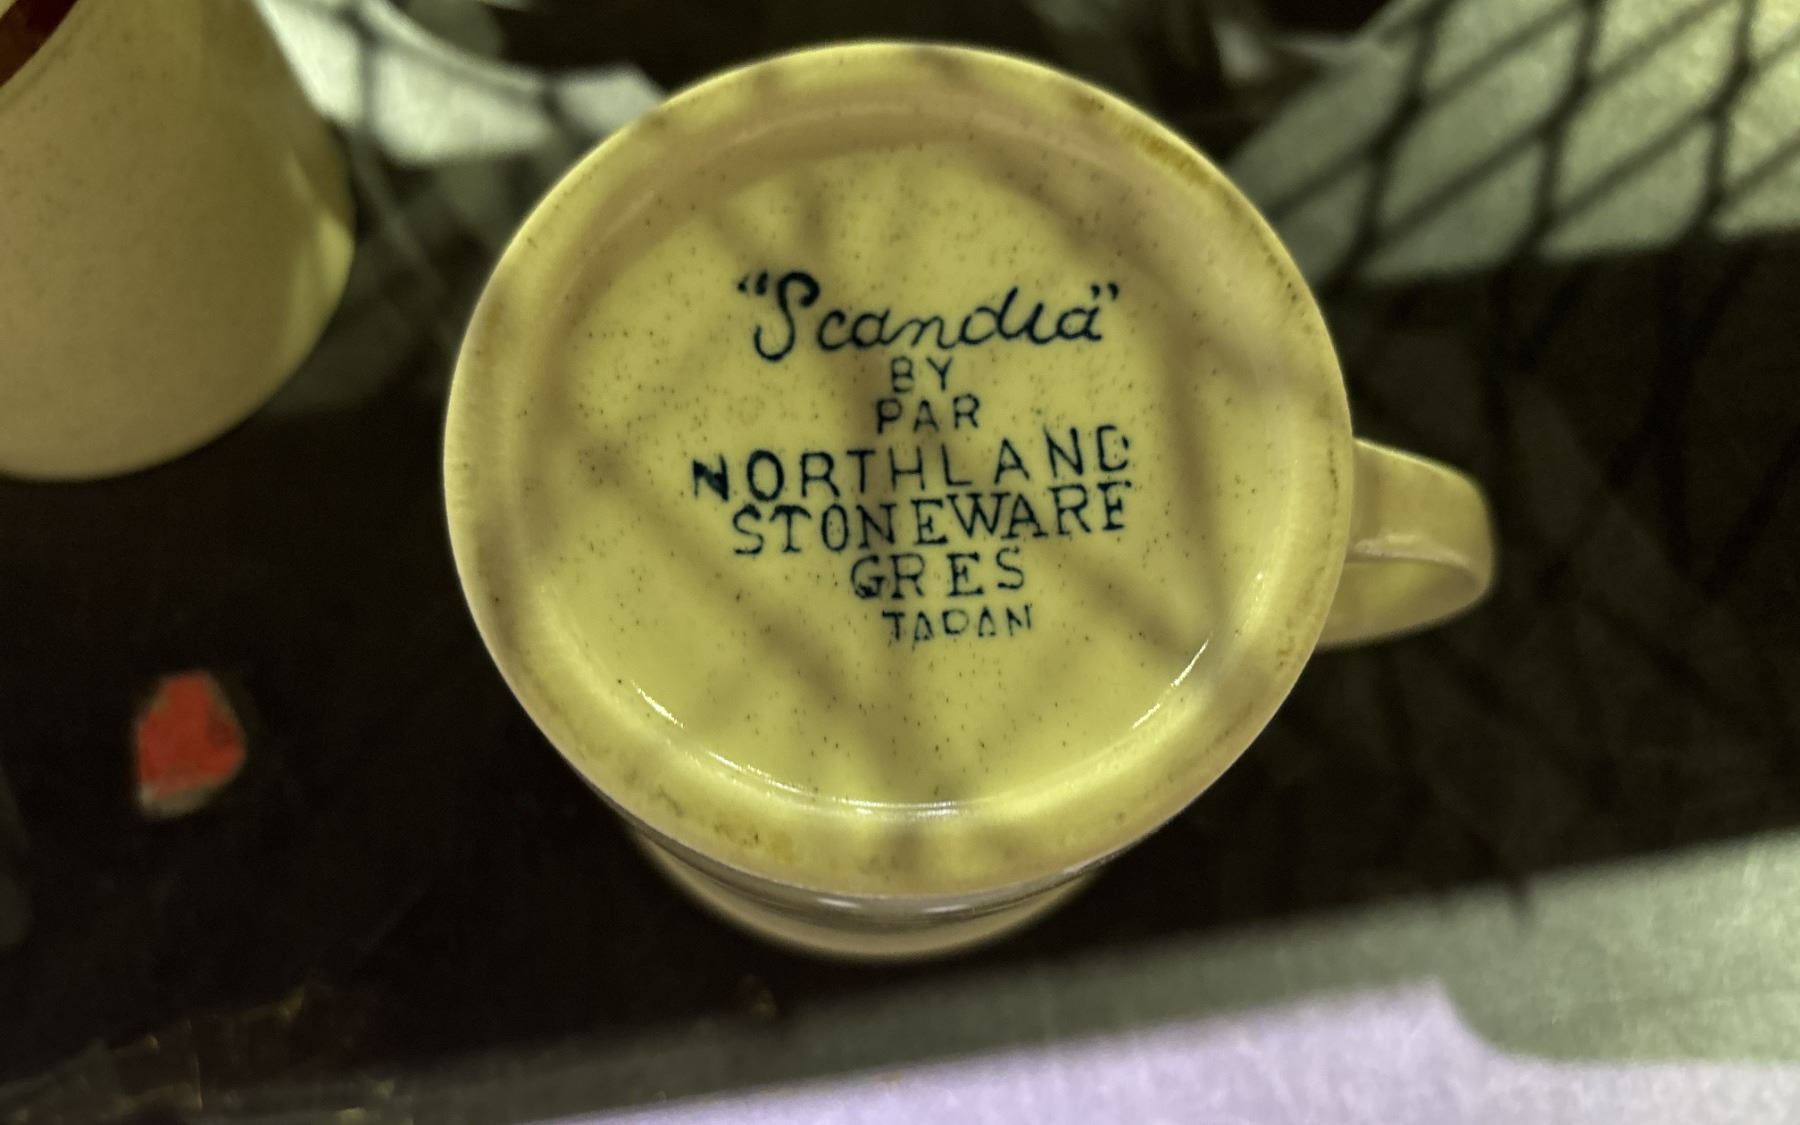 "Scandia"
BY
PAR
NORTHLAND
STONEWARE
GRES
JAPAN